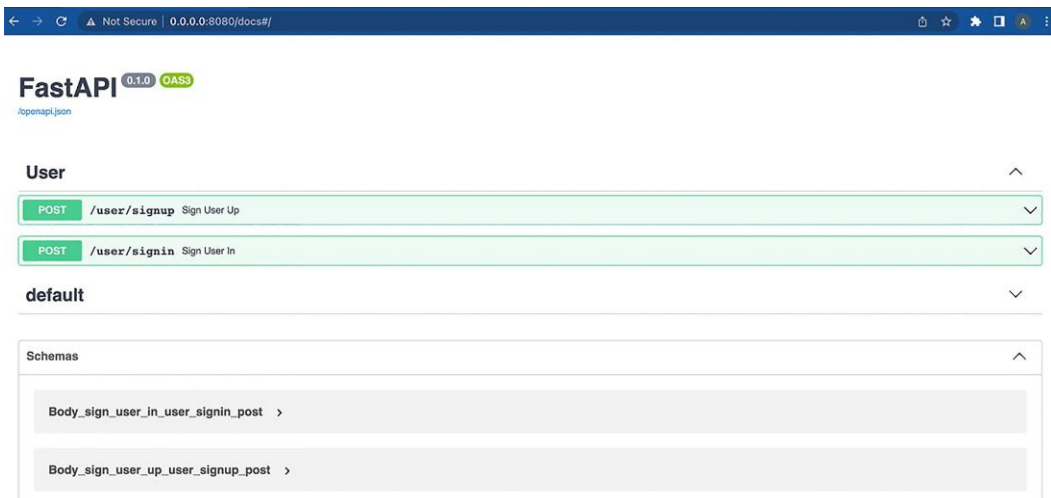 Not Secure | 0.0.0.0:8080/docs#/
A
FastAPI 0.1.0 OAS3
/openapi.json
User
POST /user/signup Sign User Up
POST /user/signin Sign User In
default
Schemas
Body_sign_user_in_user_signin_post
Body_sign_user_up_user_signup_post